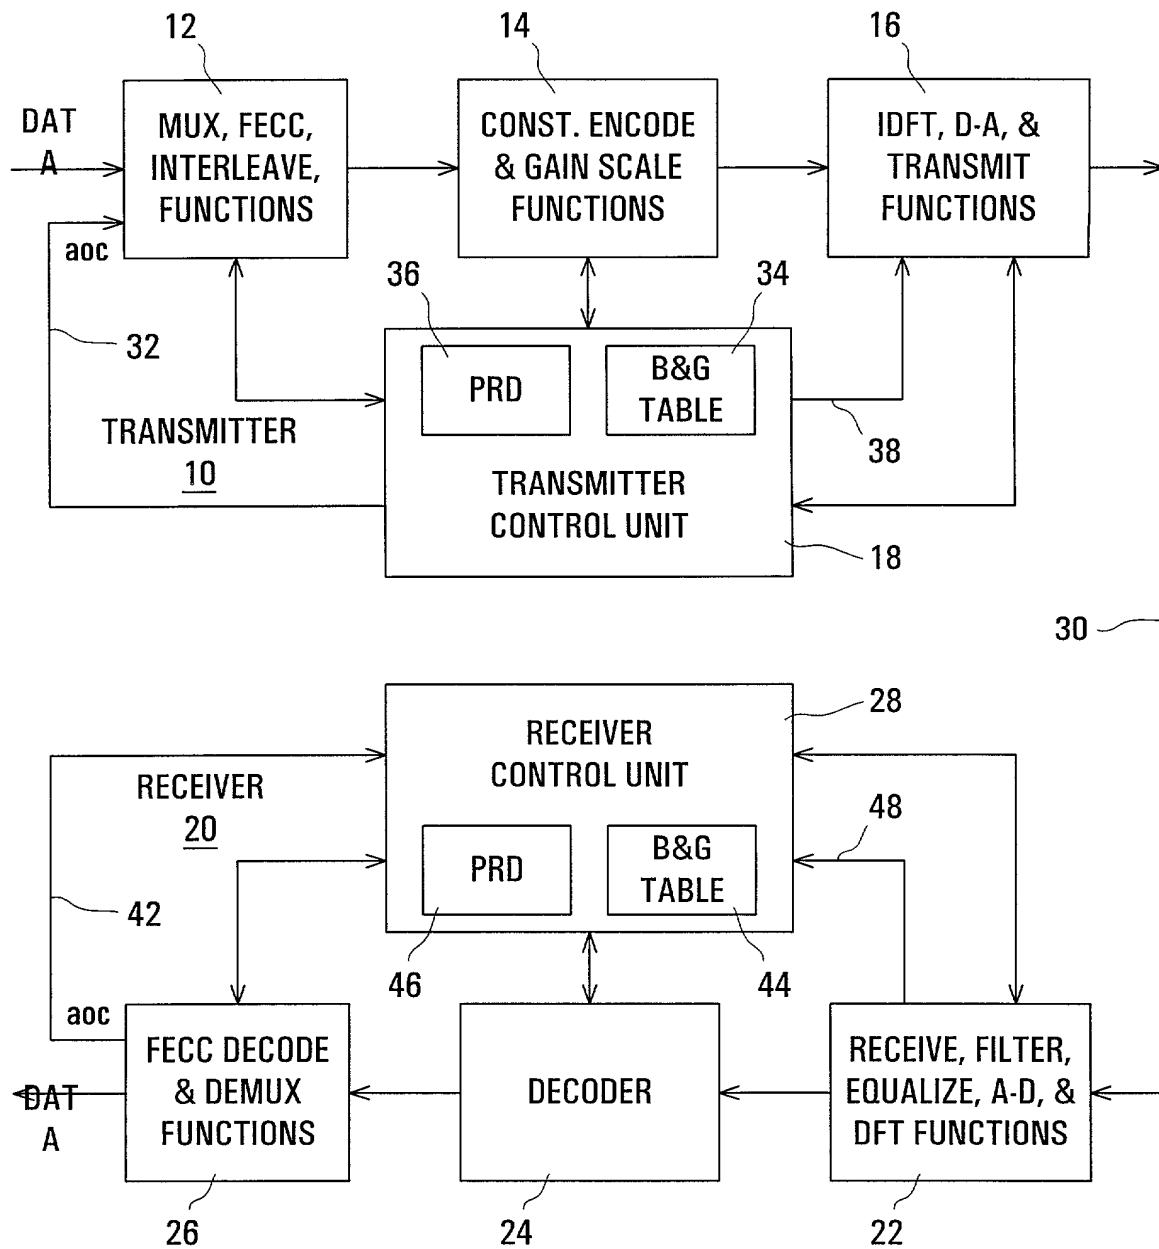 12
14
16
DAT
A
MUX, FECC,
INTERLEAVE,
FUNCTIONS
CONST. ENCODE
& GAIN SCALE
FUNCTIONS
IDFT, D-A, &
TRANSMIT
FUNCTIONS
aoc
36
34
32
PRD
B&G
TABLE
38
TRANSMITTER
10
TRANSMITTER
CONTROL UNIT
18
30
28
RECEIVER
CONTROL UNIT
RECEIVER
20
48
PRD
B&G
TABLE
42
46
44
aoc
DAT
A
FECC DECODE
& DEMUX
FUNCTIONS
DECODER
RECEIVE, FILTER,
EQUALIZE, A-D, &
DFT FUNCTIONS
26
24
22